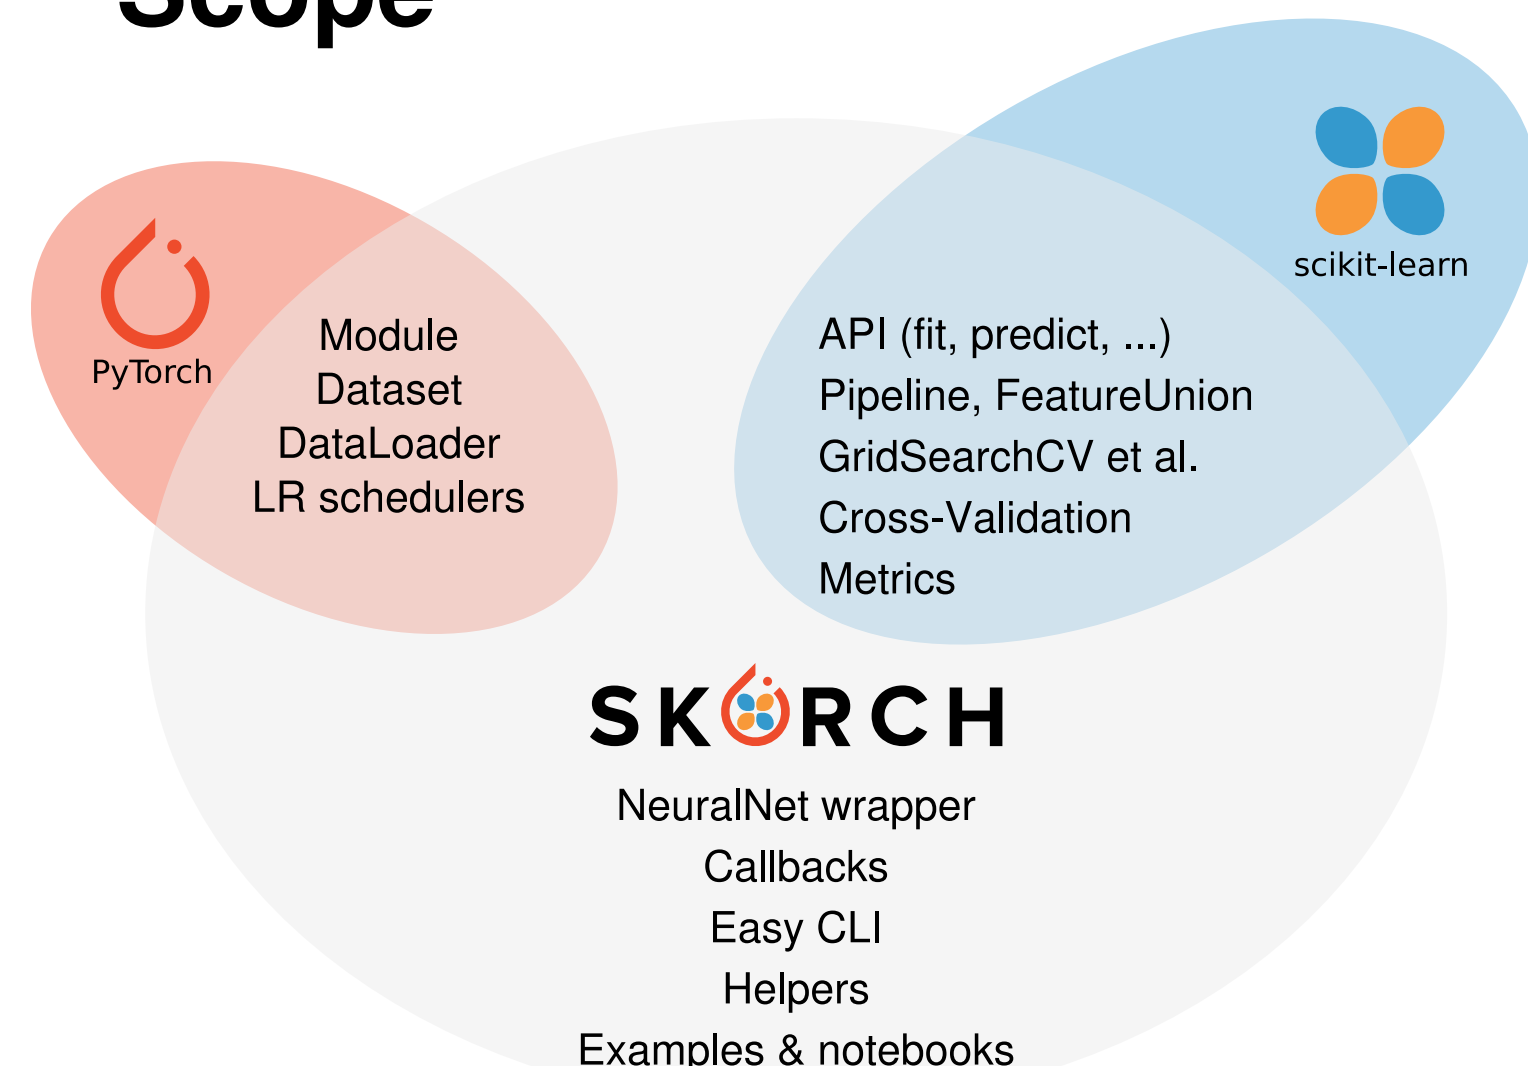 Scope
PyTorch
Module
Dataset
DataLoader
LR schedulers
scikit-learn
API (fit, predict, ...)
Pipeline, FeatureUnion
GridSearchCV et al.
Cross-Validation
Metrics
SKORCH
NeuralNet wrapper
Callbacks
Easy CLI
Helpers
Examples & notebooks